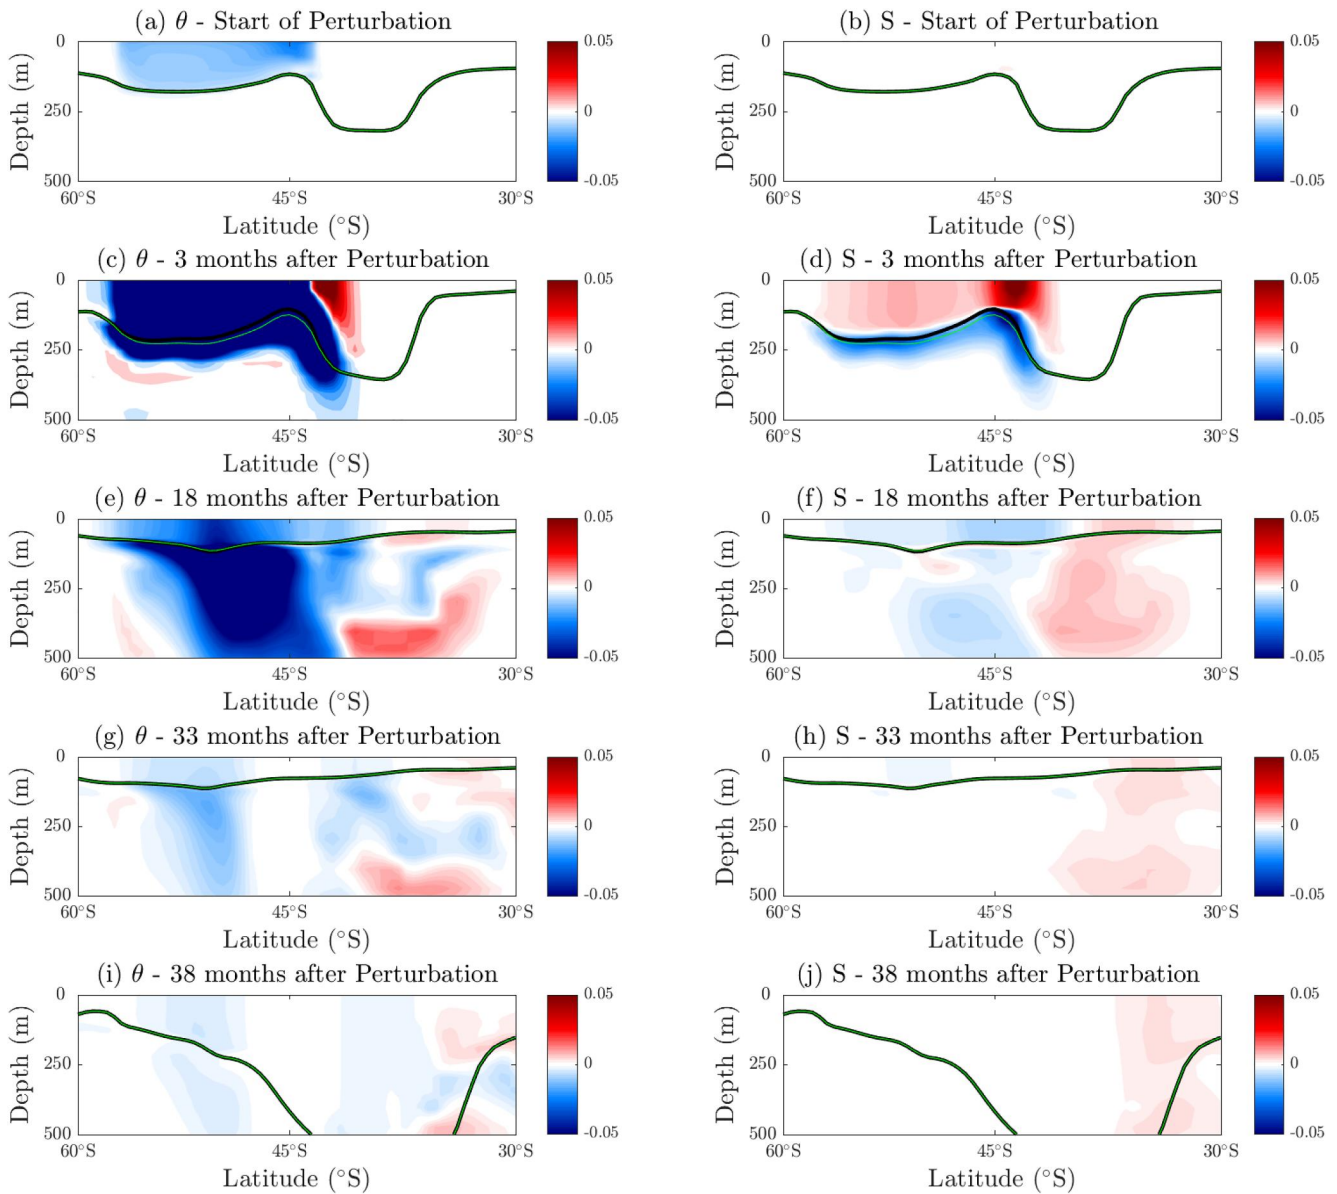 (a) θ - Start of Perturbation
(b) S - Start of Perturbation
0
250
500
Depth (m)
60°S
45°S
30°S
Latitude (°S)
0.05
0
-0.05
0
250
500
Depth (m)
60°S
45°S
30°S
Latitude (°S)
0.05
0
-0.05
(c) θ - 3 months after Perturbation
(d) S - 3 months after Perturbation
0
250
500
Depth (m)
60°S
45°S
30°S
Latitude (°S)
0.05
0
-0.05
0
250
500
Depth (m)
60°S
45°S
30°S
Latitude (°S)
0.05
0
-0.05
(e) θ - 18 months after Perturbation
(f) S - 18 months after Perturbation
0
250
500
Depth (m)
60°S
45°S
30°S
Latitude (°S)
0.05
0
-0.05
0
250
500
Depth (m)
60°S
45°S
30°S
Latitude (°S)
0.05
0
-0.05
(g) θ - 33 months after Perturbation
(h) S - 33 months after Perturbation
0
250
500
Depth (m)
60°S
45°S
30°S
Latitude (°S)
0.05
0
-0.05
0
250
500
Depth (m)
60°S
45°S
30°S
Latitude (°S)
0.05
0
-0.05
(i) θ - 38 months after Perturbation
(j) S - 38 months after Perturbation
0
250
500
Depth (m)
60°S
45°S
30°S
Latitude (°S)
0.05
0
-0.05
0
250
500
Depth (m)
60°S
45°S
30°S
Latitude (°S)
0.05
0
-0.05